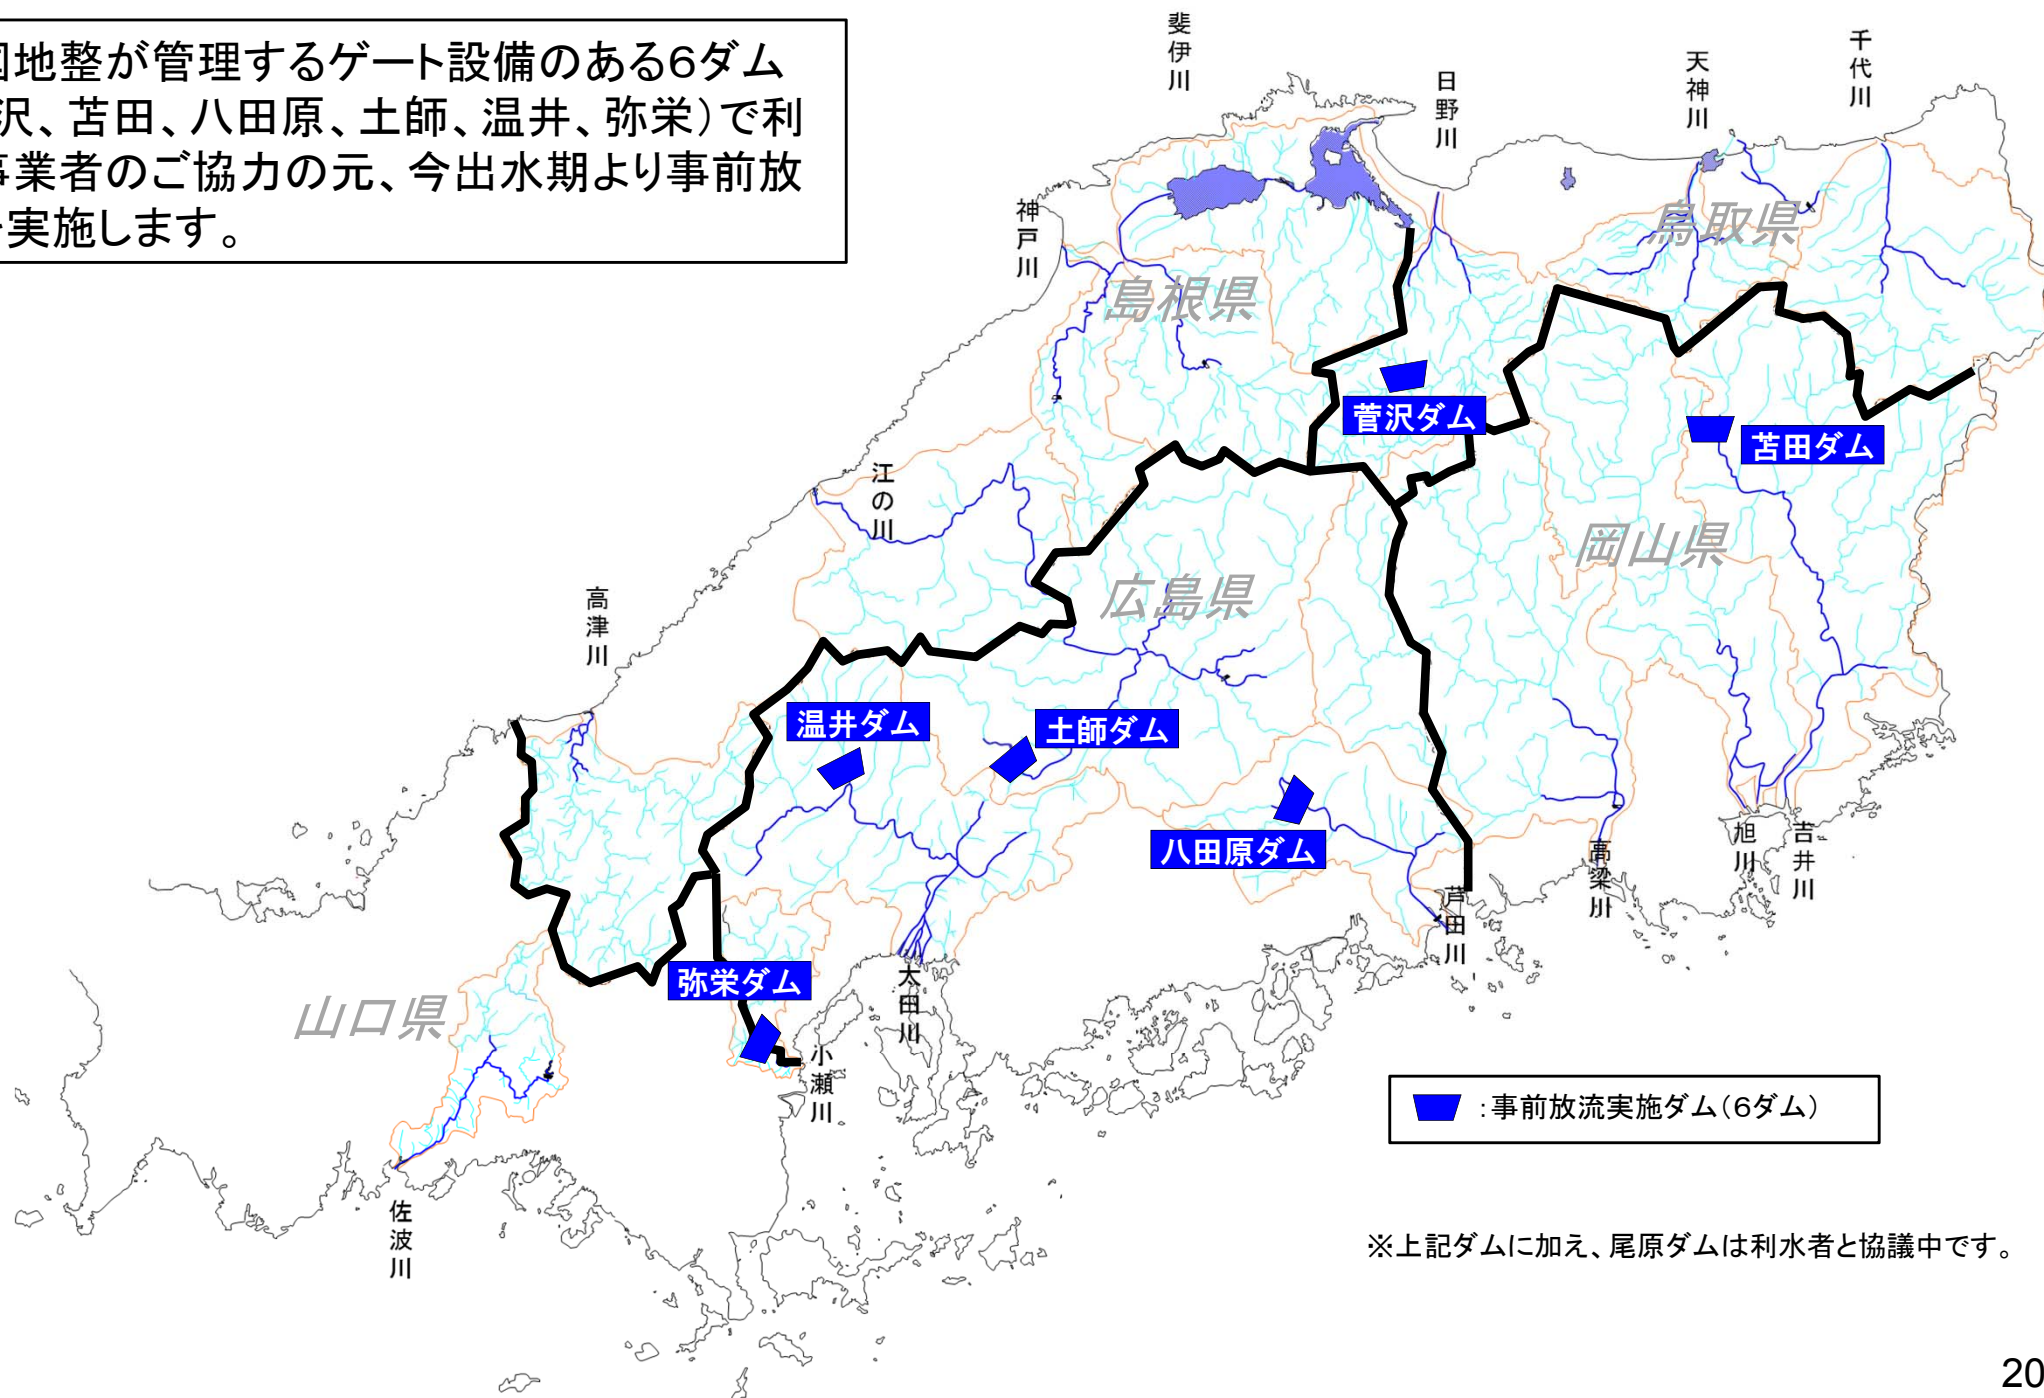 国地整が管理するゲート設備のある6ダム
沢、苫田、八田原、土師、温井、弥栄)で利
事業者のご協力の元、今出水期より事前放
実施します。
斐伊川
日野川
天神川
千代川
神戸川
鳥取県
島根県
菅沢ダム
苫田ダム
江の川
岡山県
広島県
高津川
温井ダム
土師ダム
八田原ダム
旭川
吉井川
高梁川
芦田川
弥栄ダム
太田川
山口県
小瀬川
:事前放流実施ダム(6ダム)
佐波川
※上記ダムに加え、尾原ダムは利水者と協議中です。
20